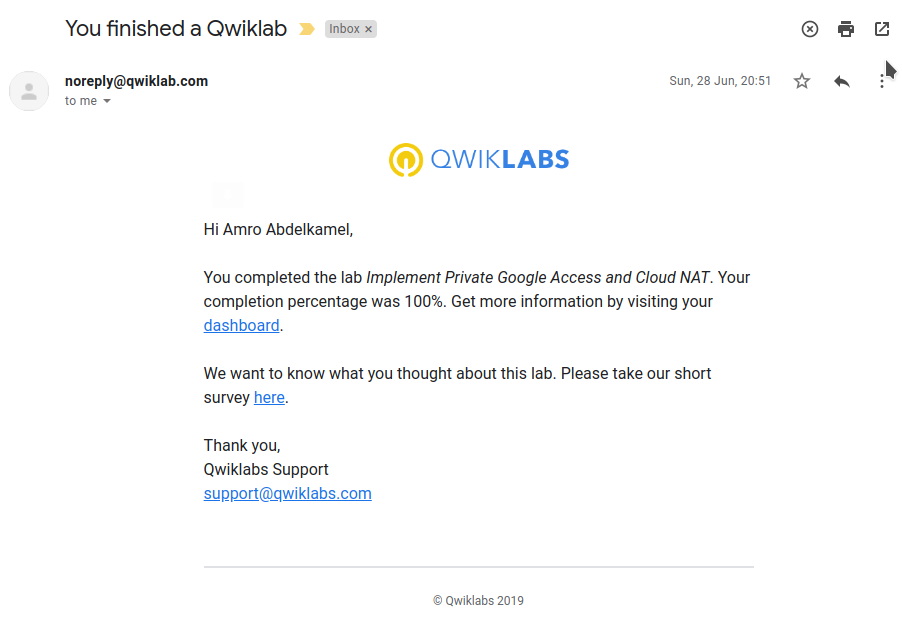 You finished a Qwiklab
Inbox ×
noreply@qwiklab.com
Sun, 28 Jun, 20:51
to me
QWIKLABS
Hi Amro Abdelkamel,
You completed the lab Implement Private Google Access and Cloud NAT. Your
completion percentage was 100%. Get more information by visiting your
dashboard.
We want to know what you thought about this lab. Please take our short
survey here.
Thank you,
Qwiklabs Support
support@qwiklabs.com
© Qwiklabs 2019